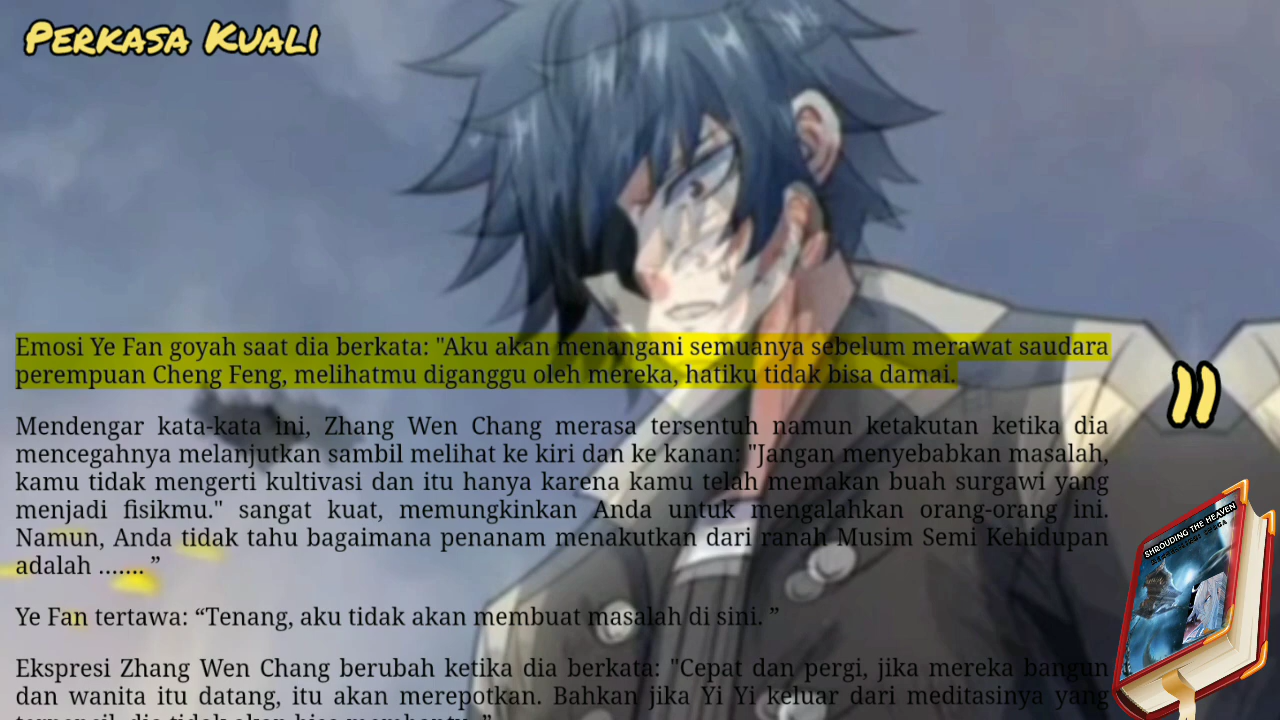 Perkasa Kuali
Emosi Ye Fan goyah saat dia berkata: "Aku akan menangani semuanya sebelum merawat saudara
perempuan Cheng Feng, melihatmu diganggu oleh mereka, hatiku tidak bisa damai.
Mendengar kata-kata ini, Zhang Wen Chang merasa tersentuh namun ketakutan ketika dia
mencegahnya melanjutkan sambil melihat ke kiri dan ke kanan: "Jangan menyebabkan masalah,
kamu tidak mengerti kultivasi dan itu hanya karena kamu telah memakan buah surgawi yang
menjadi fisikmu." sangat kuat, memungkinkan Anda untuk mengalahkan orang-orang ini.
Namun, Anda tidak tahu bagaimana penanam menakutkan dari ranah Musim Semi Kehidupan
adalah ……. ”
Ye Fan tertawa: “Tenang, aku tidak akan membuat masalah di sini. ”
Ekspresi Zhang Wen Chang berubah ketika dia berkata: "Cepat dan pergi, jika mereka bangun
dan wanita itu datang, itu akan merepotkan. Bahkan jika Yi Yi keluar dari meditasinya yang
SHROUDING THE HEAVEN